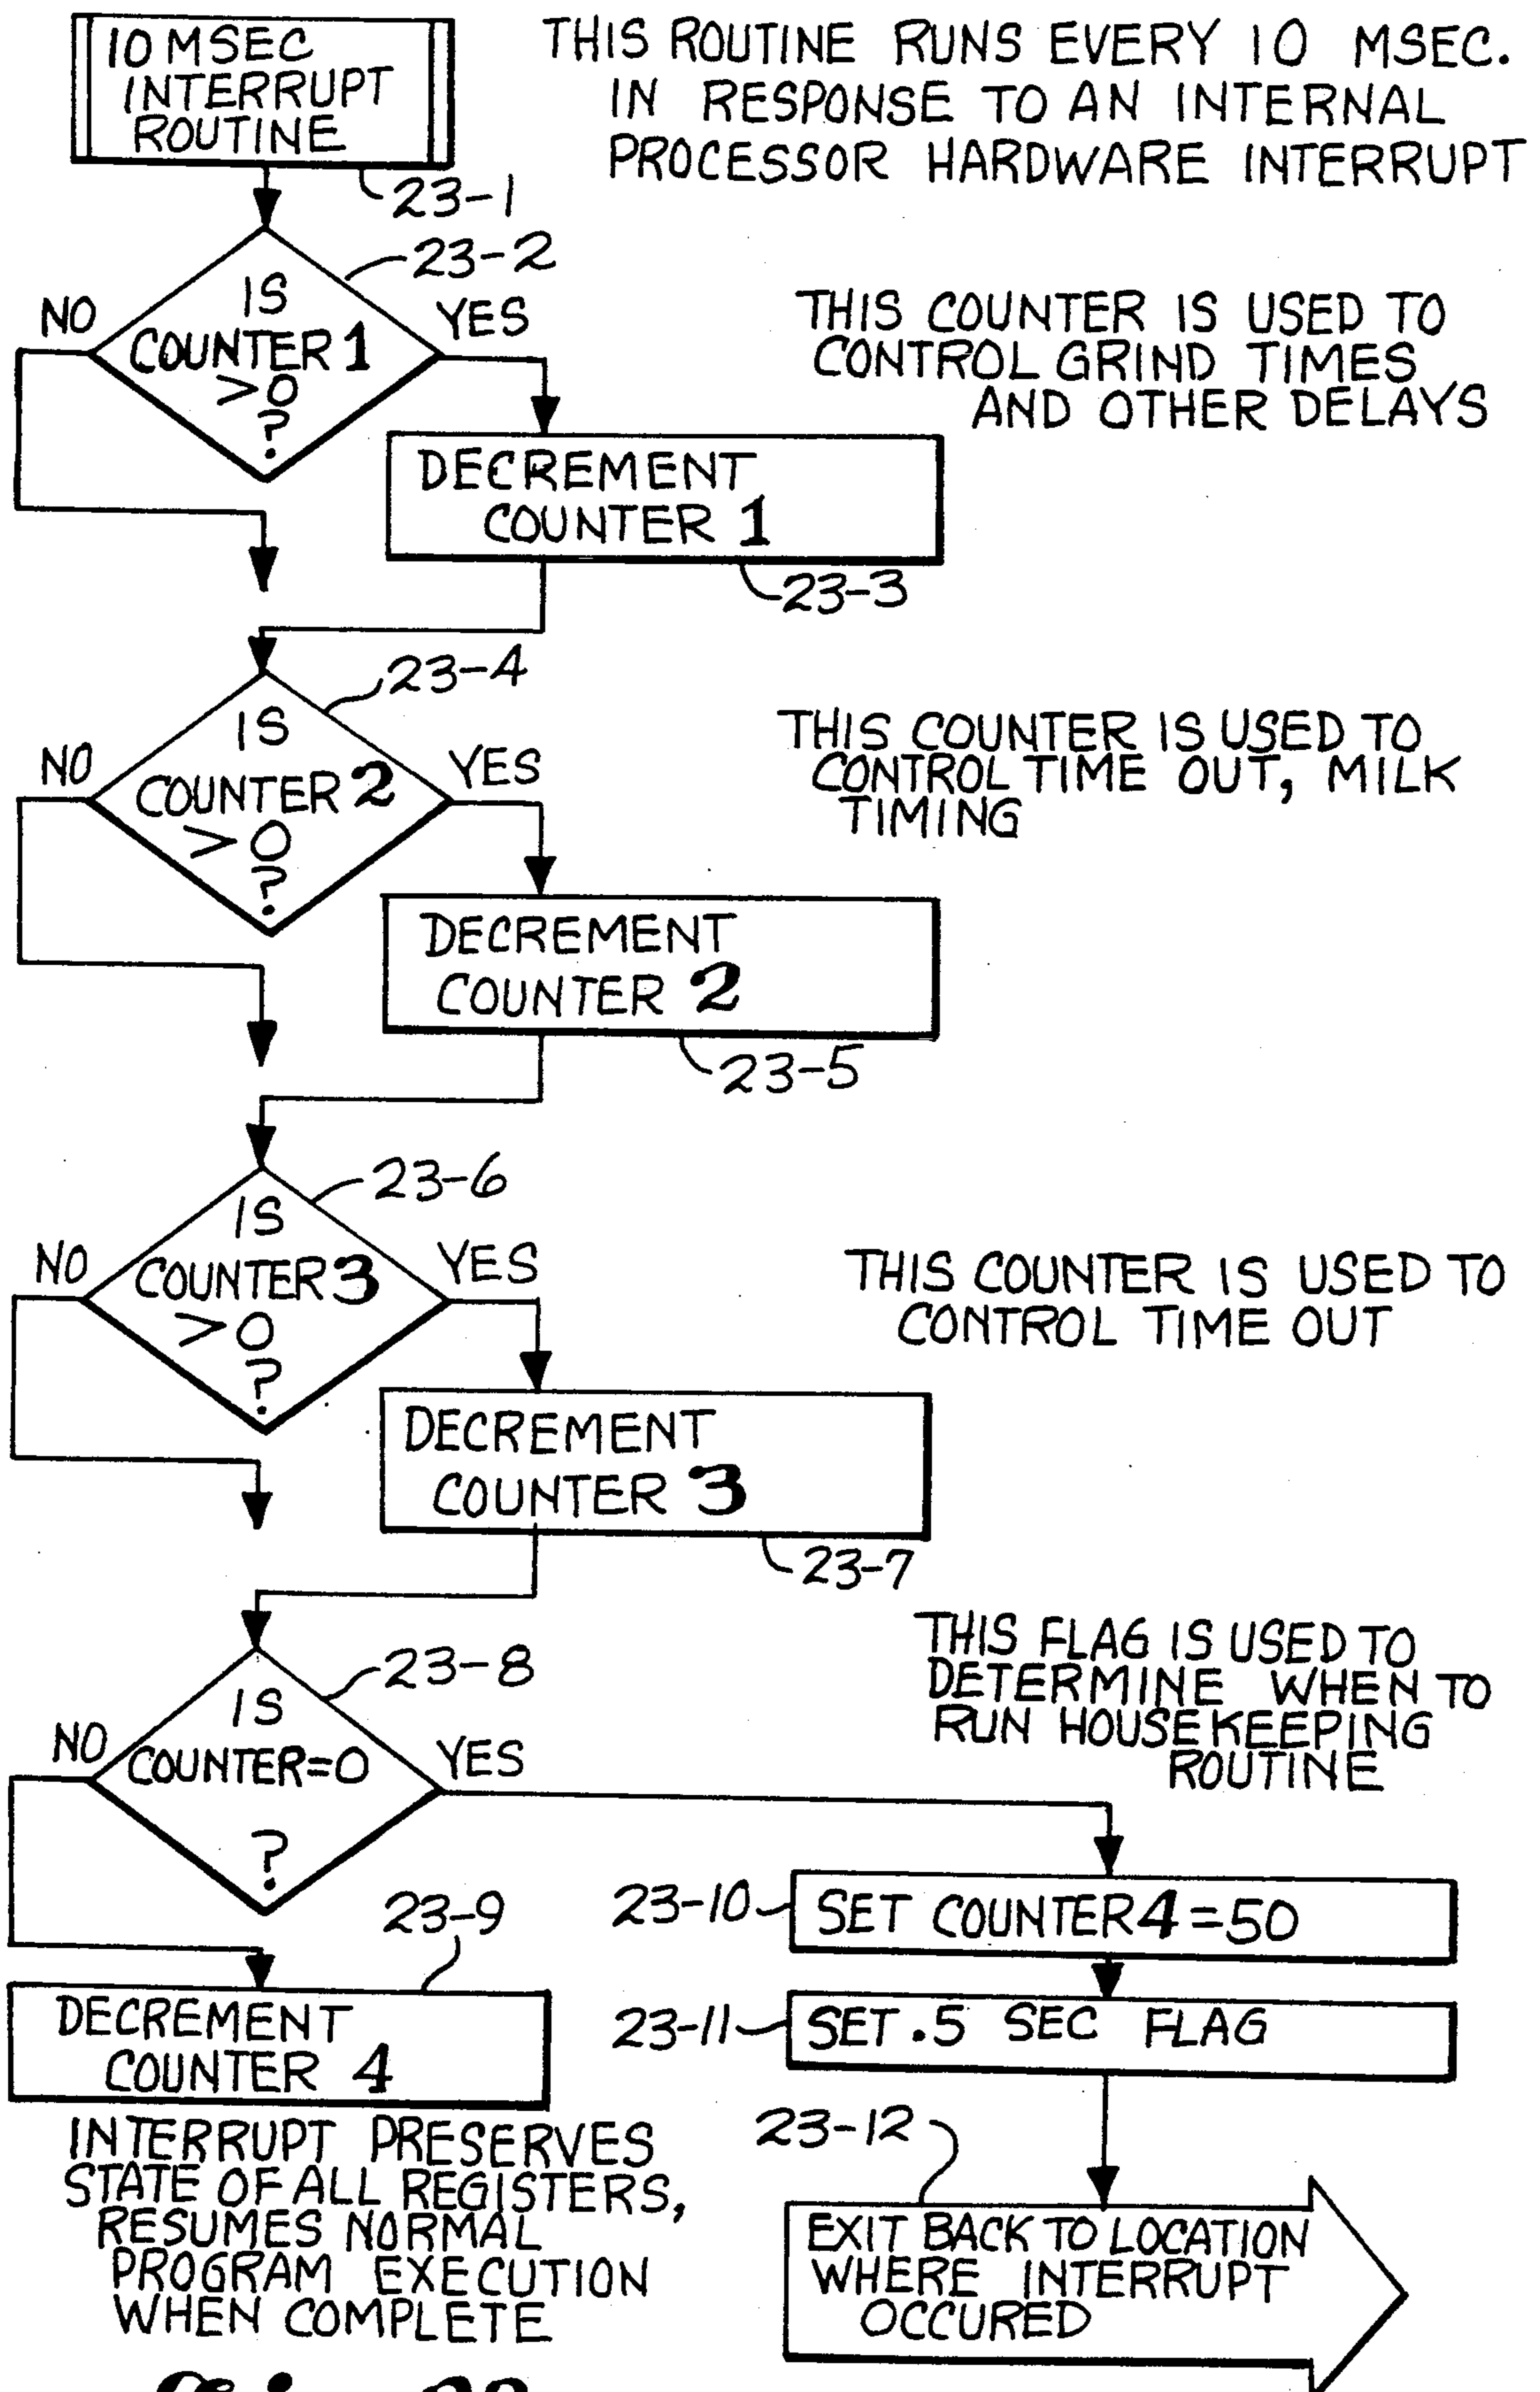 10 MSEC
INTERRUPT
ROUTINE
THIS ROUTINE RUNS EVERY 10 MSEC.
IN RESPONSE TO AN INTERNAL
PROCESSOR HARDWARE INTERRUPT
23-1
23-2
NO
IS
COUNTER 1
>0
?
YES
THIS COUNTER IS USED TO
CONTROL GRIND TIMES
AND OTHER DELAYS
DECREMENT
COUNTER 1
23-3
23-4
NO
IS
COUNTER 2
>0
?
YES
THIS COUNTER IS USED TO
CONTROL TIME OUT, MILK
TIMING
DECREMENT
COUNTER 2
23-5
23-6
NO
IS
COUNTER 3
>0
?
YES
THIS COUNTER IS USED TO
CONTROL TIME OUT
DECREMENT
COUNTER 3
23-7
23-8
NO
IS
COUNTER=0
?
YES
THIS FLAG IS USED TO
DETERMINE WHEN TO
RUN HOUSEKEEPING
ROUTINE
23-9
DECREMENT
COUNTER 4
23-10
SET COUNTER 4 =50
23-11
SET .5 SEC FLAG
INTERRUPT PRESERVES
STATE OF ALL REGISTERS,
RESUMES NORMAL
PROGRAM EXECUTION
WHEN COMPLETE
23-12
EXIT BACK TO LOCATION
WHERE INTERRUPT
OCCURED